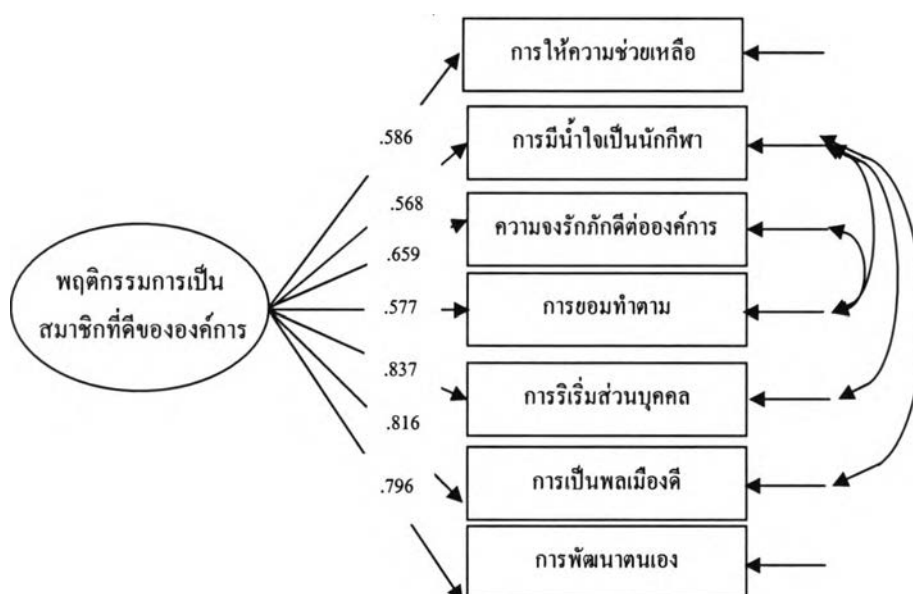 การให้ความช่วยเหลือ
.586
การมีน้ำใจเป็นนักกีฬา
.568
ความจงรักภักดีต่อองค์การ
.659
พฤติกรรมการเป็น
สมาชิกที่ดีขององค์การ
.577
การยอมทำตาม
.837
การริเริ่มส่วนบุคคล
.816
การเป็นพลเมืองดี
.796
การพัฒนาตนเอง